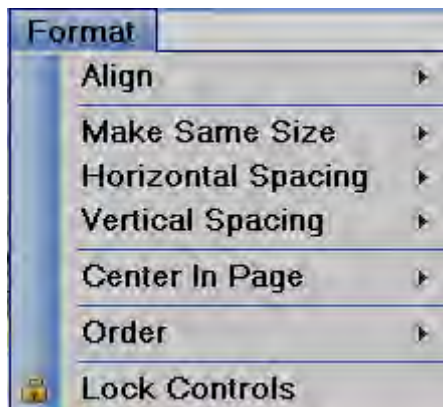 Format
Align
Make Same Size
Horizontal Spacing
Vertical Spacing
Center In Page
Order
Lock Controls